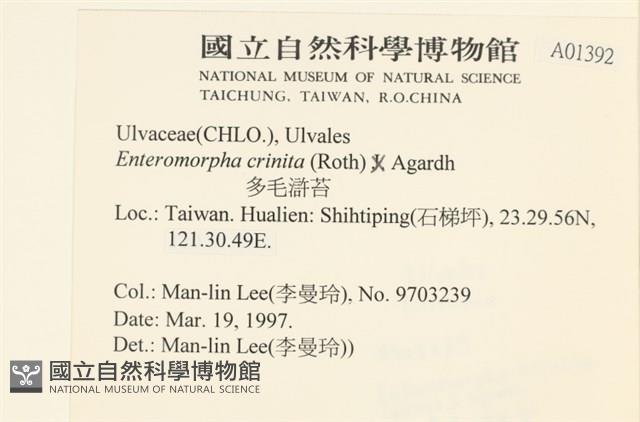 國立自然科學博物館
A01392
NATIONAL MUSEUM OF NATURAL SCIENCE
TAICHUNG, TAIWAN, R.O.CHINA
Ulvaceae(CHLO.), Ulvales
Enteromorpha crinita (Roth) Agardh
多毛滸苔
Loc.: Taiwan. Hualien: Shihtiping(石梯坪), 23.29.56N,
121.30.49E.
Col.: Man-lin Lee(李曼玲), No. 9703239
Date: Mar. 19, 1997.
Det.: Man-lin Lee(李曼玲))
國立自然科學博物館
NATIONAL MUSEUM OF NATURAL SCIENCE